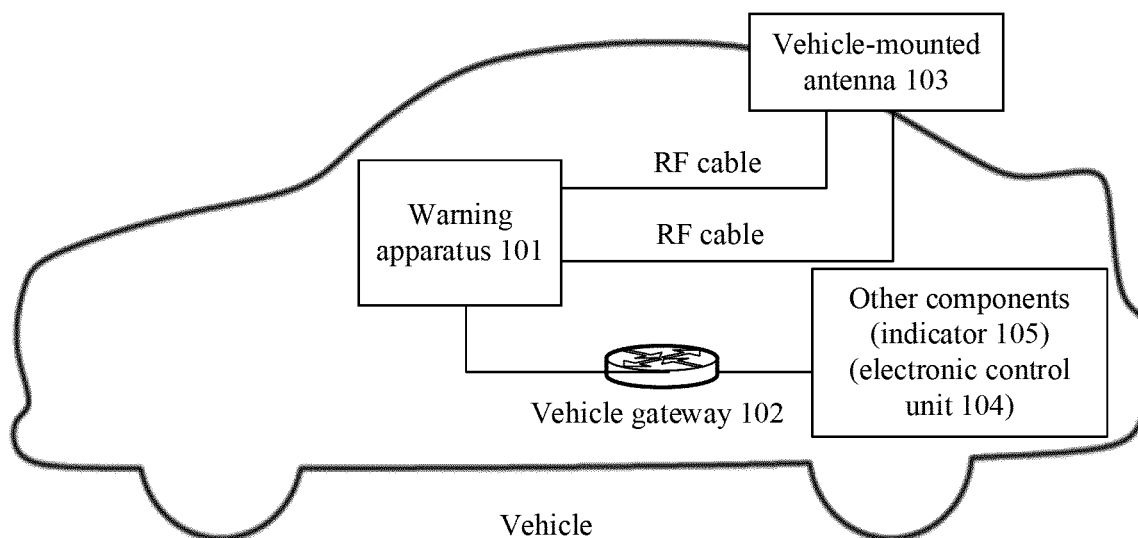 Vehicle-mounted
antenna 103
RF cable
Warning
apparatus 101
RF cable
Other components
(indicator 105)
(electronic control
unit 104)
Vehicle gateway 102
Vehicle